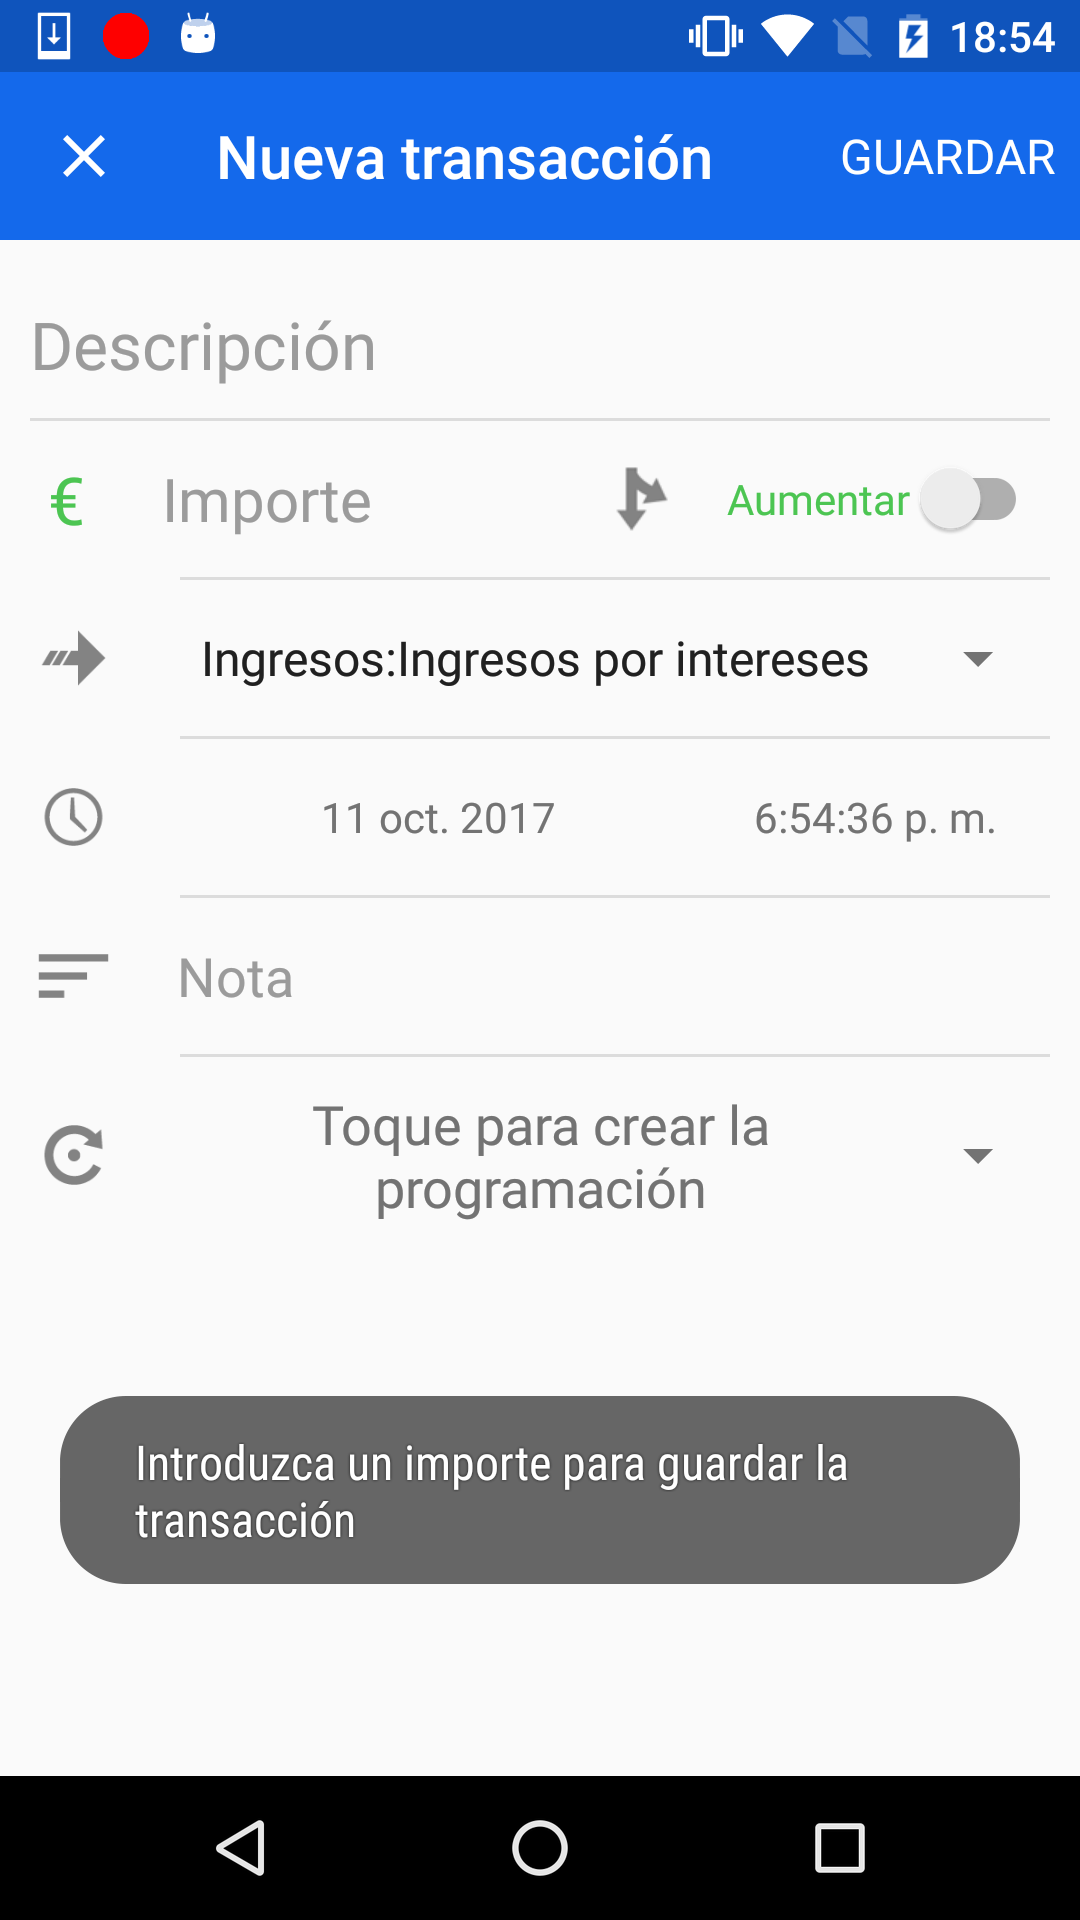 18:54
Nueva transacción
GUARDAR
Descripción
€ Importe Aumentar
Ingresos:Ingresos por intereses
11 oct. 2017 6:54:36 p. m.
Nota
Toque para crear la
programación
Introduzca un importe para guardar la
transacción